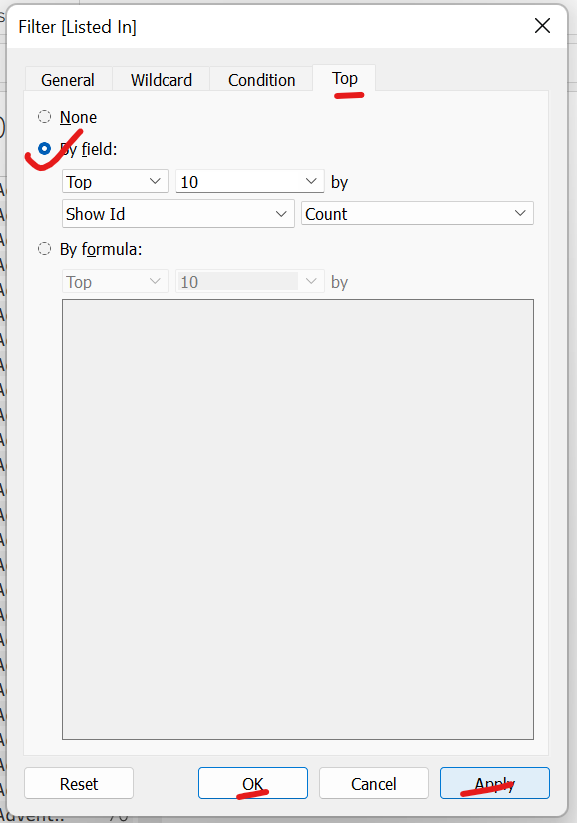 Filter [Listed In]
General Wildcard Condition Top
None
By field:
Top 10 by
Show Id Count
By formula:
Top 10 by
Reset OK Cancel Apply
70